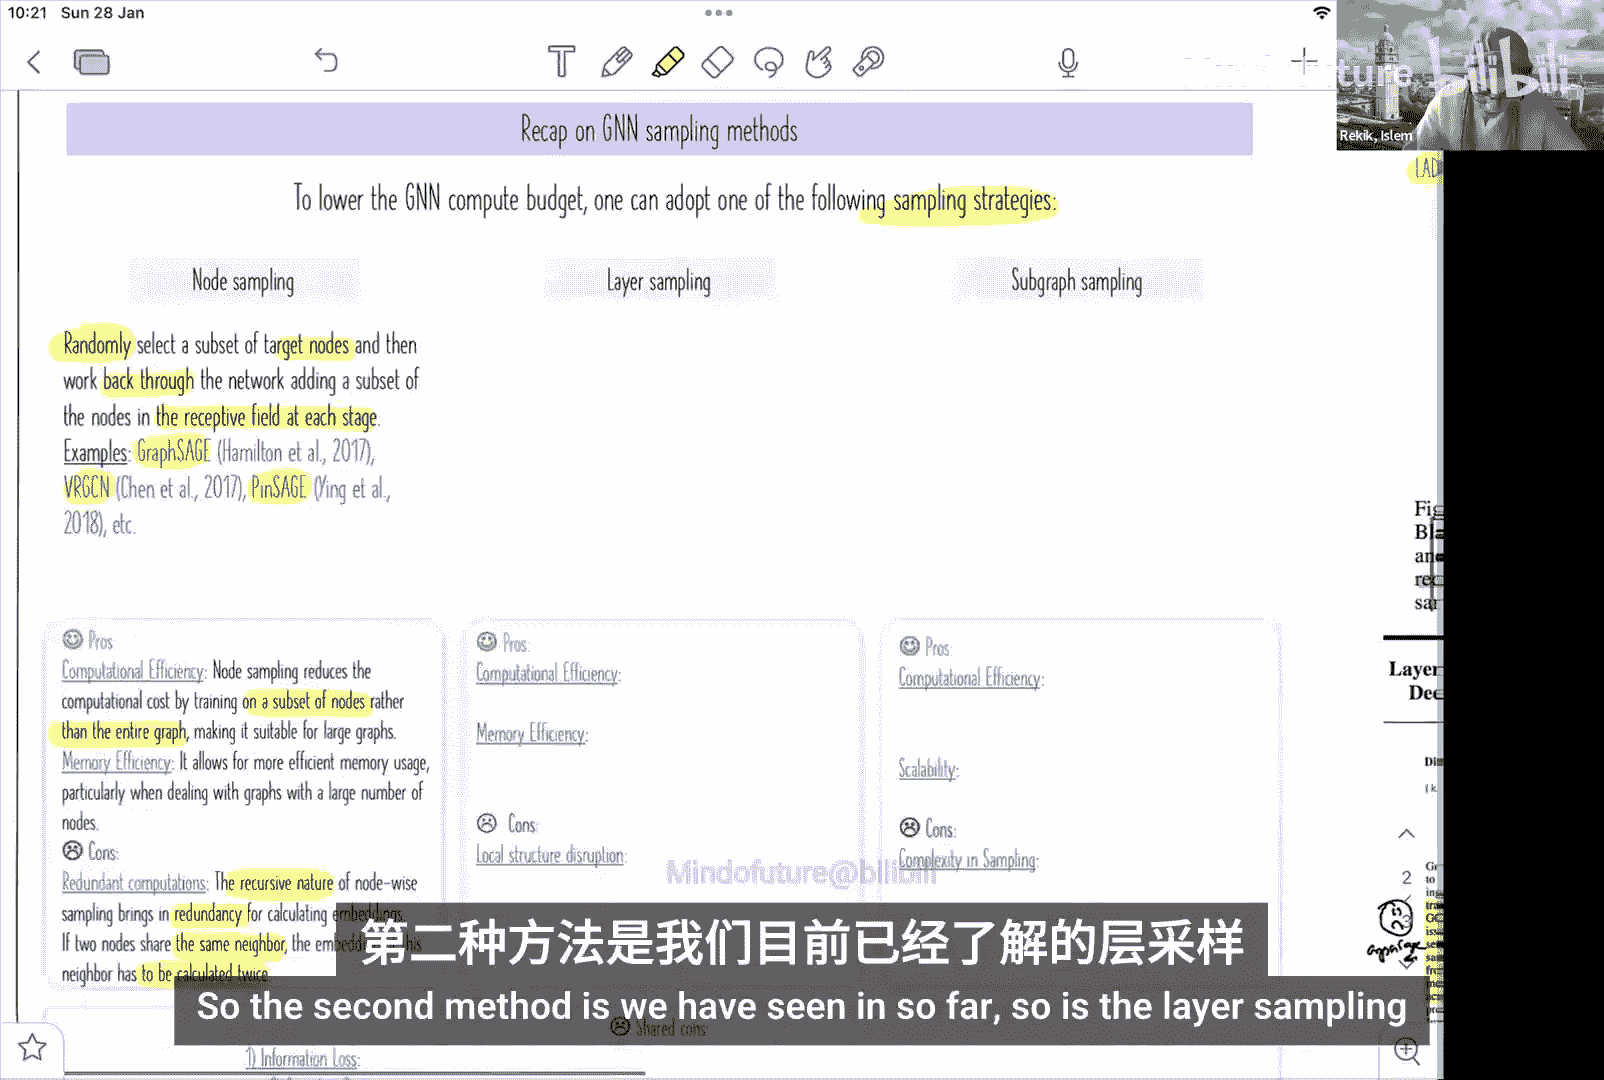 10:21 Sun 28 Jan
Rekik, Islem
bilibili
ture
Recap on GNN sampling methods
To lower the GNN compute budget, one can adopt one of the following sampling strategies:
LAD
Node sampling
Layer sampling
Subgraph sampling
Randomly select a subset of target nodes and then
work back through the network adding a subset of
the nodes in the receptive field at each stage.
Examples: GraphSAGE (Hamilton et al., 2017),
VRGCN (Chen et al., 2017), PinSAGE (Ying et al.,
2018), etc.
Pros:
Computational Efficiency: Node sampling reduces the
computational cost by training on a subset of nodes rather
than the entire graph, making it suitable for large graphs.
Memory Efficiency: It allows for more efficient memory usage,
particularly when dealing with graphs with a large number of
nodes.
Cons:
Redundant computations: The recursive nature of node-wise
sampling brings in redundancy for calculating embeddings.
If two nodes share the same neighbor, the
neighbor has to be calculated twice.
Pros:
Computational Efficiency:
Memory Efficiency:
Cons:
Local structure disruption:
Pros:
Computational Efficiency:
Scalability:
Cons:
Complexity in Sampling:
Fig
Layer
Dec
2
Mindofuture@bilibili
第二种方法是我们目前已经了解的层采样
So the second method is we have seen in so far, so is the layer sampling
Shared cons:
1) Information Loss: